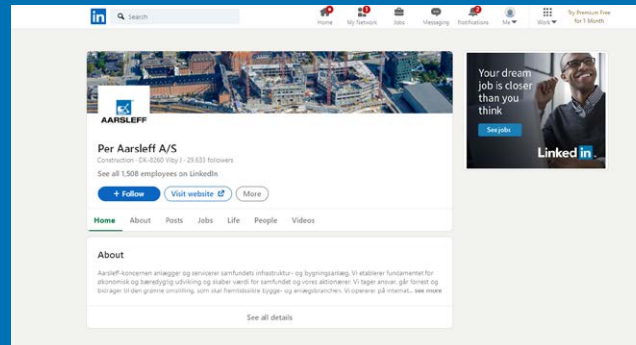 in Search
Home My Network Jobs Messaging Notifications Me Work Try Premium Free
for 1 Month
AARSLEFF
Per Aarsleff A/S
Construction · DK-8260 Viby J · 29,633 followers
See all 1,508 employees on LinkedIn
+ Follow Visit website More
Home About Posts Jobs Life People Videos
About
Aarsleff-koncernen anlægger og servicerer samfundets infrastruktur- og bygningsanlæg. Vi etablerer fundamentet for
økonomisk og bæredygtig udvikling og skaber værdi for samfundet og vores aktionærer. Vi tager ansvar, går forrest og
bidrager til den grønne omstilling, som skal fremtidssikre bygge- og anlægsbranchen. Vi opererer på internat... see more
See all details
Your dream
job is closer
than you
think
See jobs
Linked in